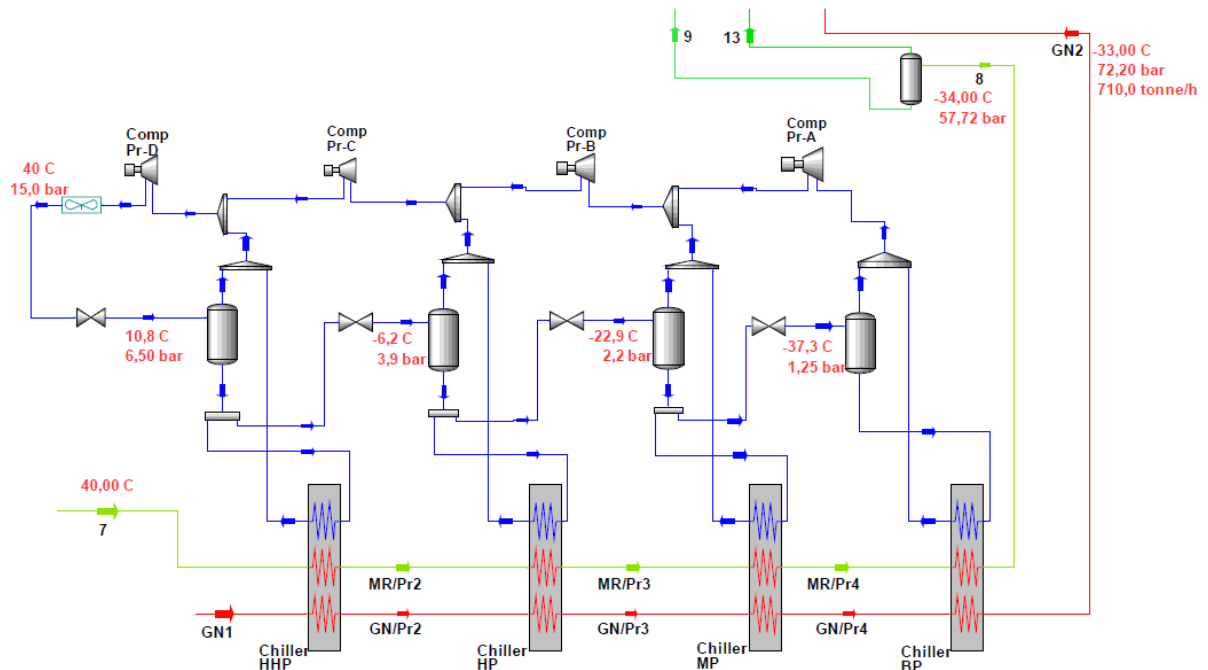 9
13
GN2
-33,00 C
72,20 bar
710,0 tonne/h
8
-34,00 C
57,72 bar
Comp
Pr-D
Comp
Pr-C
Comp
Pr-B
Comp
Pr-A
40 C
15,0 bar
10,8 C
6,50 bar
-6,2 C
3,9 bar
-22,9 C
2,2 bar
-37,3 C
1,25 bar
40,00 C
7
MR/Pr2
MR/Pr3
MR/Pr4
GN1
GN/Pr2
GN/Pr3
GN/Pr4
Chiller
HHP
Chiller
HP
Chiller
MP
Chiller
BP